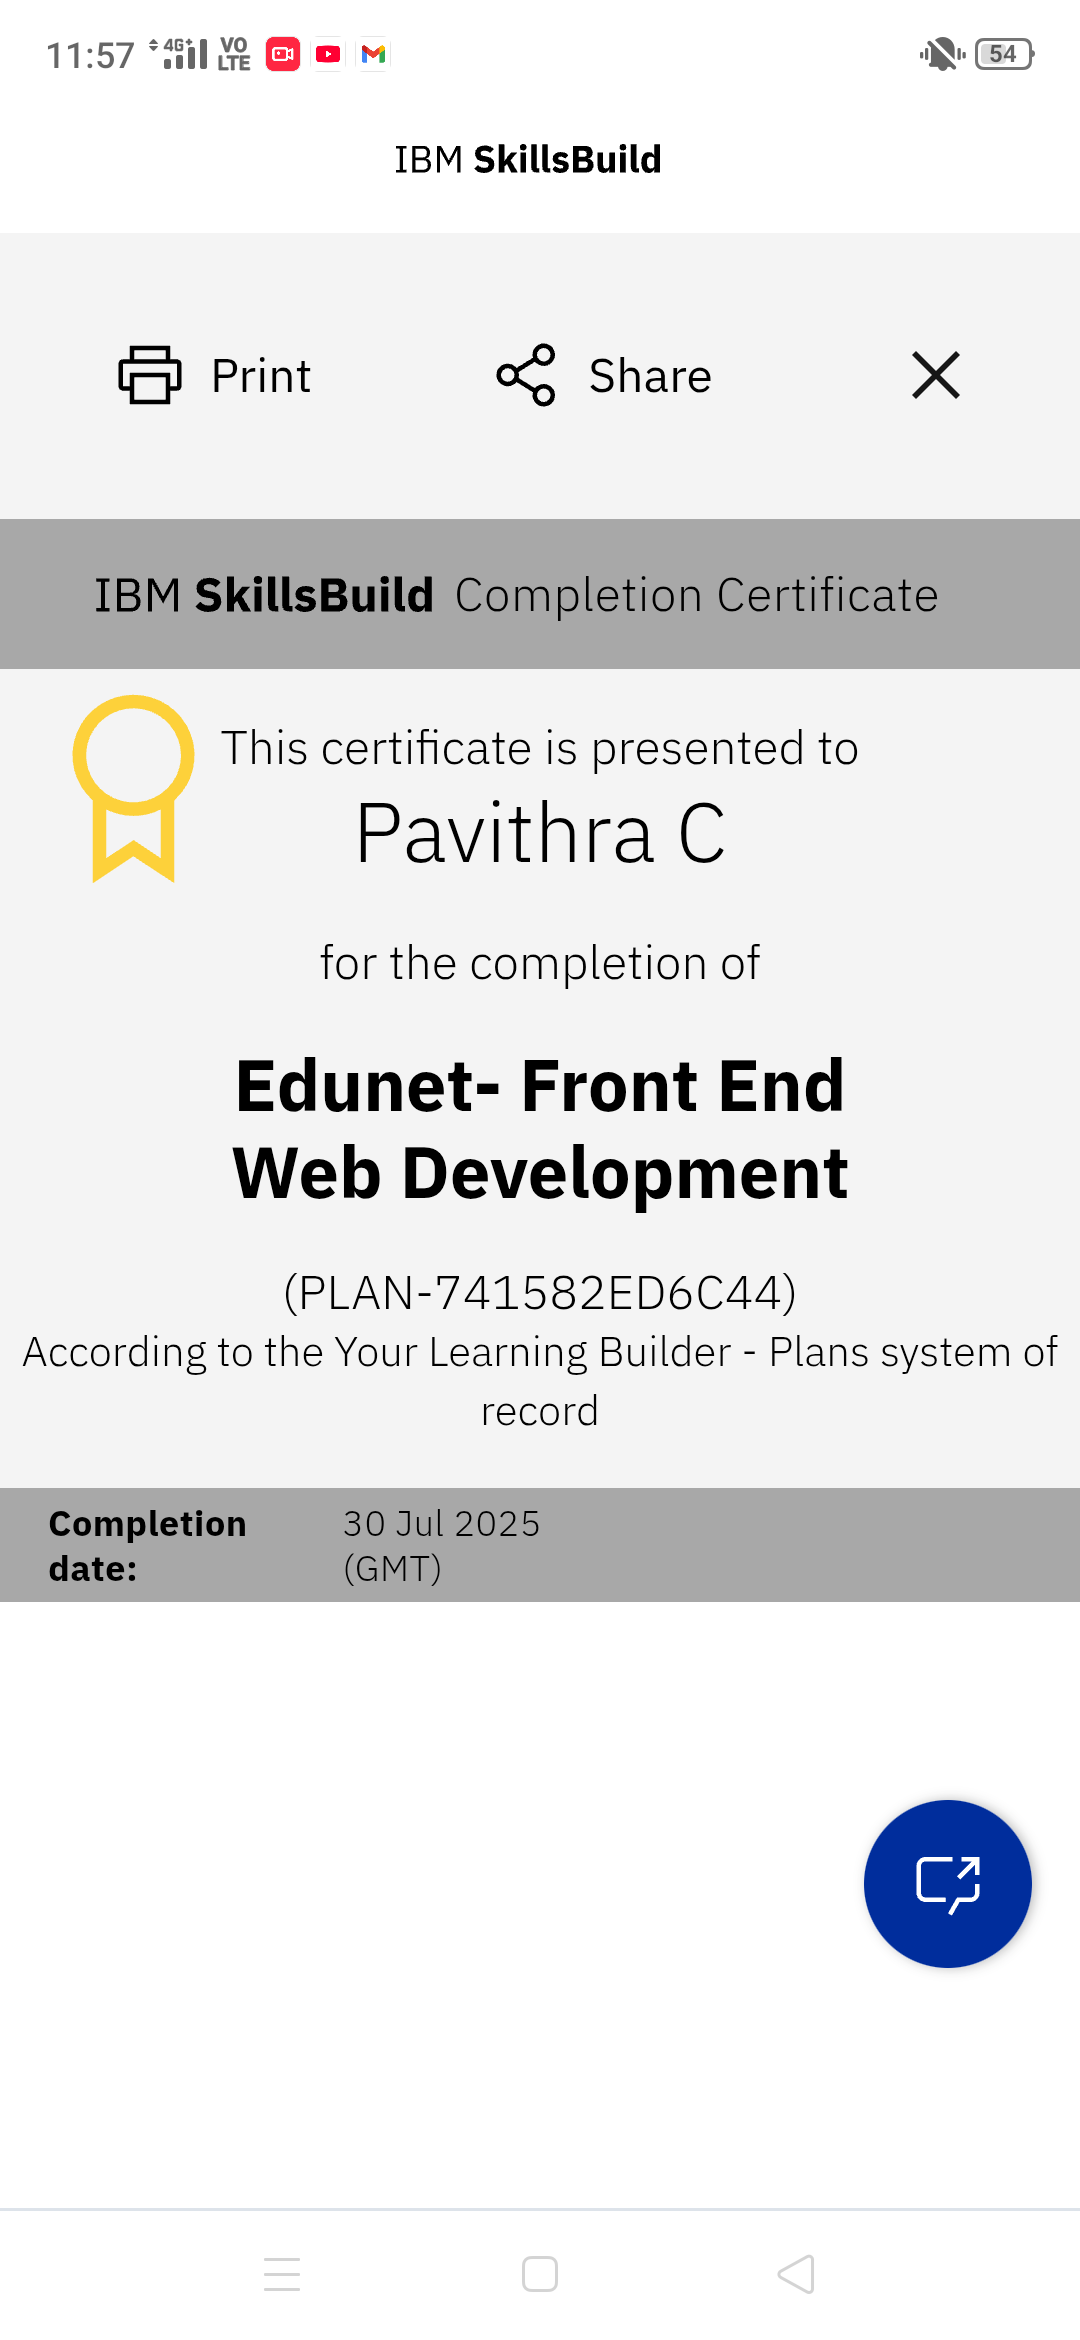 11:57 4G+ VO LTE 54
IBM SkillsBuild
Print Share
IBM SkillsBuild Completion Certificate
This certificate is presented to
Pavithra C
for the completion of
Edunet- Front End
Web Development
(PLAN-741582ED6C44)
According to the Your Learning Builder - Plans system of
record
Completion 30 Jul 2025
date: (GMT)